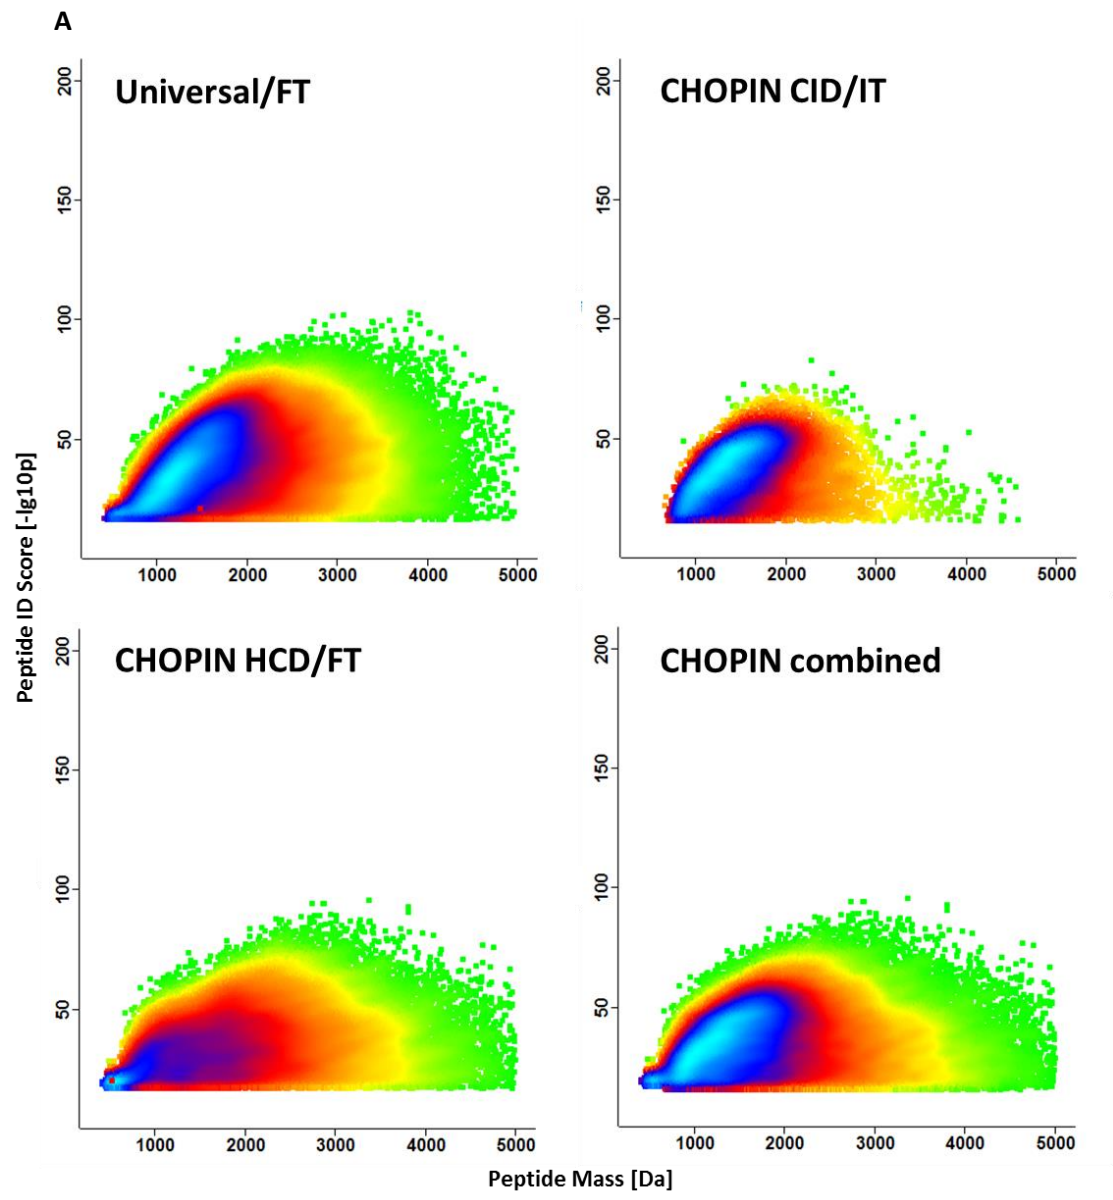 A
Universal/FT
200
150
100
50
1000 2000 3000 4000 5000
CHOPIN CID/IT
200
150
100
50
1000 2000 3000 4000 5000
Peptide ID Score [-lg10p]
CHOPIN HCD/FT
200
150
100
50
1000 2000 3000 4000 5000
CHOPIN combined
200
150
100
50
1000 2000 3000 4000 5000
Peptide Mass [Da]